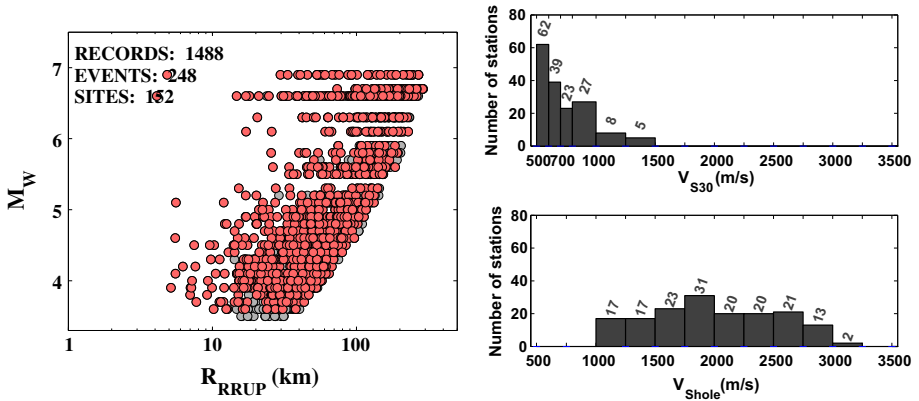 RECORDS: 1488
EVENTS: 248
SITES: 152
7
6
5
4
M_W
1 10 100
R_RRUP (km)
80
60
40
20
0
Number of stations
62
39
23
27
8
5
500 700 1000 1500 2000 2500 3000 3500
V_S30 (m/s)
80
60
40
20
0
Number of stations
17
17
23
31
20
20
21
13
2
500 1000 1500 2000 2500 3000 3500
V_Shole (m/s)